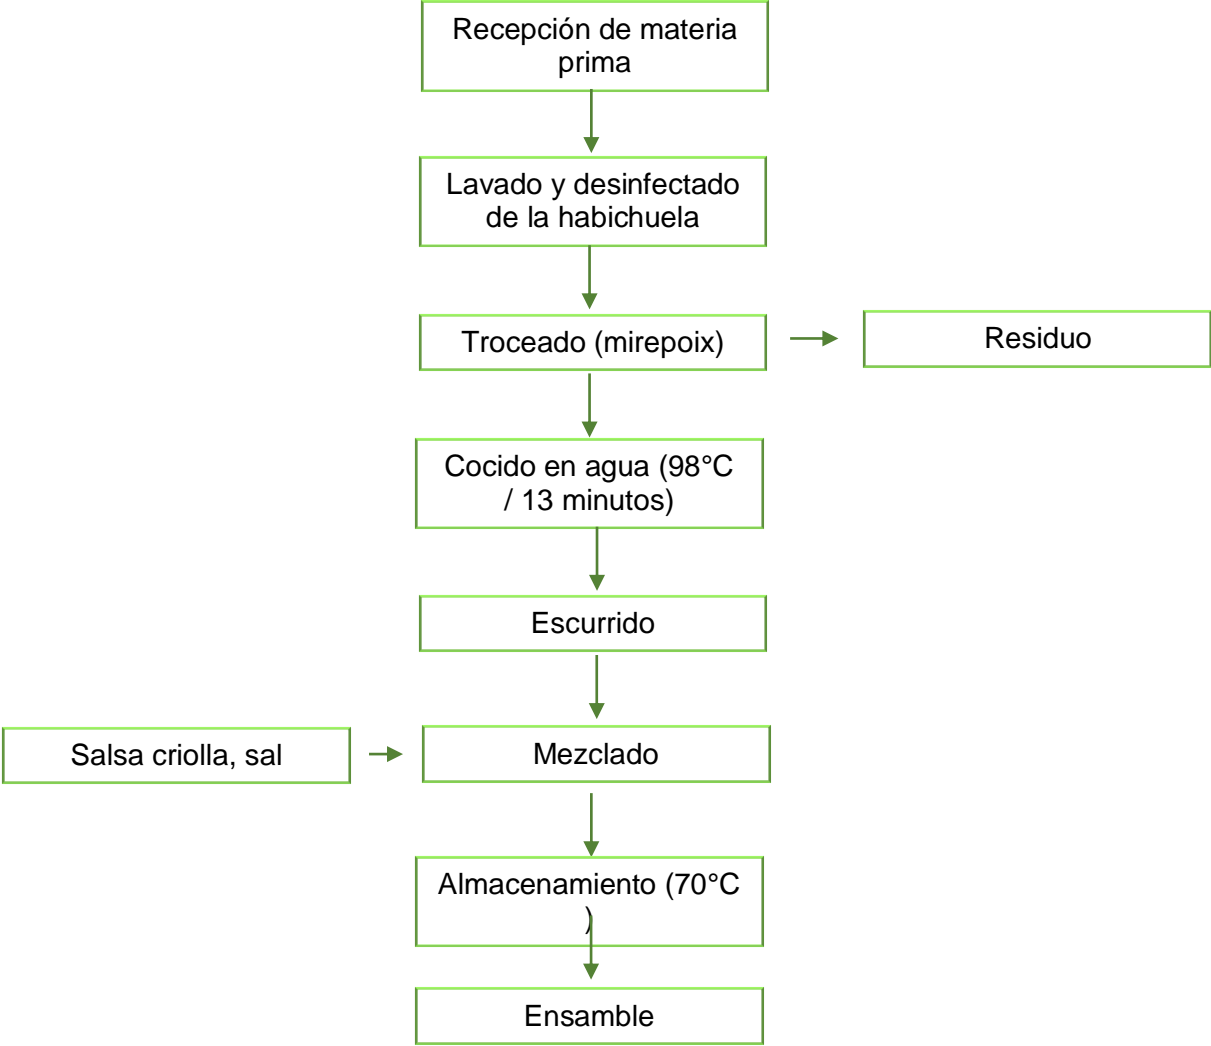 Recepción de materia
prima
Lavado y desinfectado
de la habichuela
Troceado (mirepoix)
Residuo
Cocido en agua (98°C
/ 13 minutos)
Escurrido
Salsa criolla, sal
Mezclado
Almacenamiento (70°C
)
Ensamble